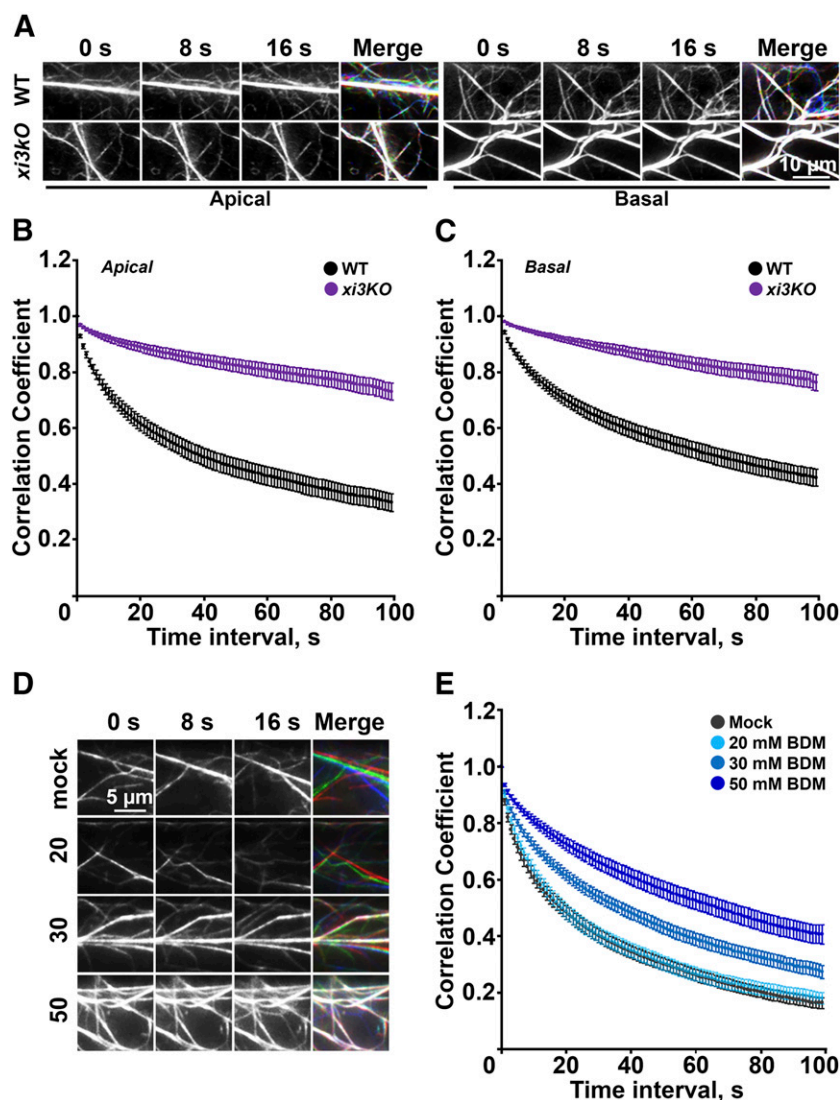 A
0 s 8 s 16 s Merge 0 s 8 s 16 s Merge
WT
xi3KO
10 µm
Apical Basal
B
1.2
1.0
0.8
0.6
0.4
0.2
0 20 40 60 80 100
Correlation Coefficient
Time interval, s
Apical
WT
xi3KO
C
1.2
1.0
0.8
0.6
0.4
0.2
0 20 40 60 80 100
Correlation Coefficient
Time interval, s
Basal
WT
xi3KO
D
0 s 8 s 16 s Merge
mock
5 µm
20
30
50
E
1.2
1.0
0.8
0.6
0.4
0.2
0 20 40 60 80 100
Correlation Coefficient
Time interval, s
Mock
20 mM BDM
30 mM BDM
50 mM BDM